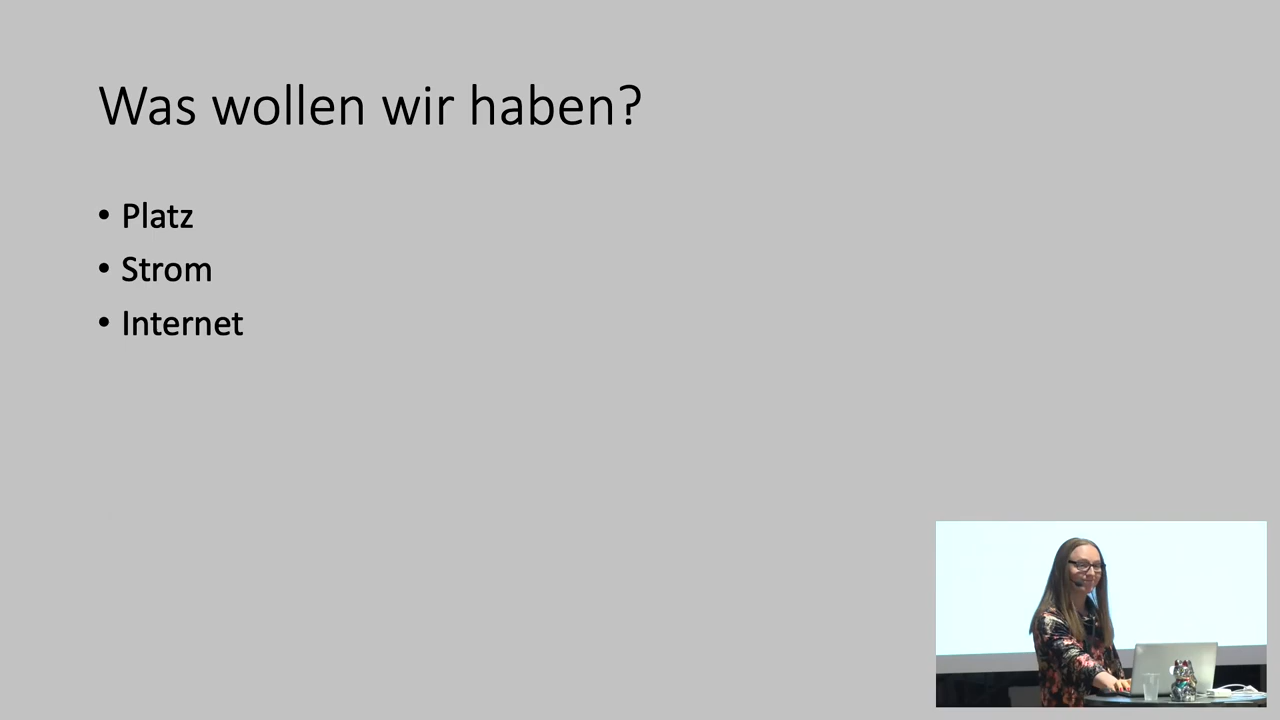 Was wollen wir haben?
• Platz
• Strom
• Internet